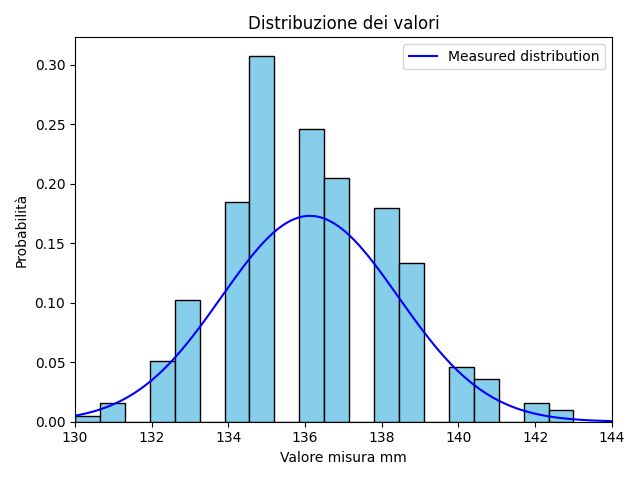 Distribuzione dei valori
Measured distribution
Probabilità
0.30
0.25
0.20
0.15
0.10
0.05
0.00
130 132 134 136 138 140 142 144
Valore misura mm